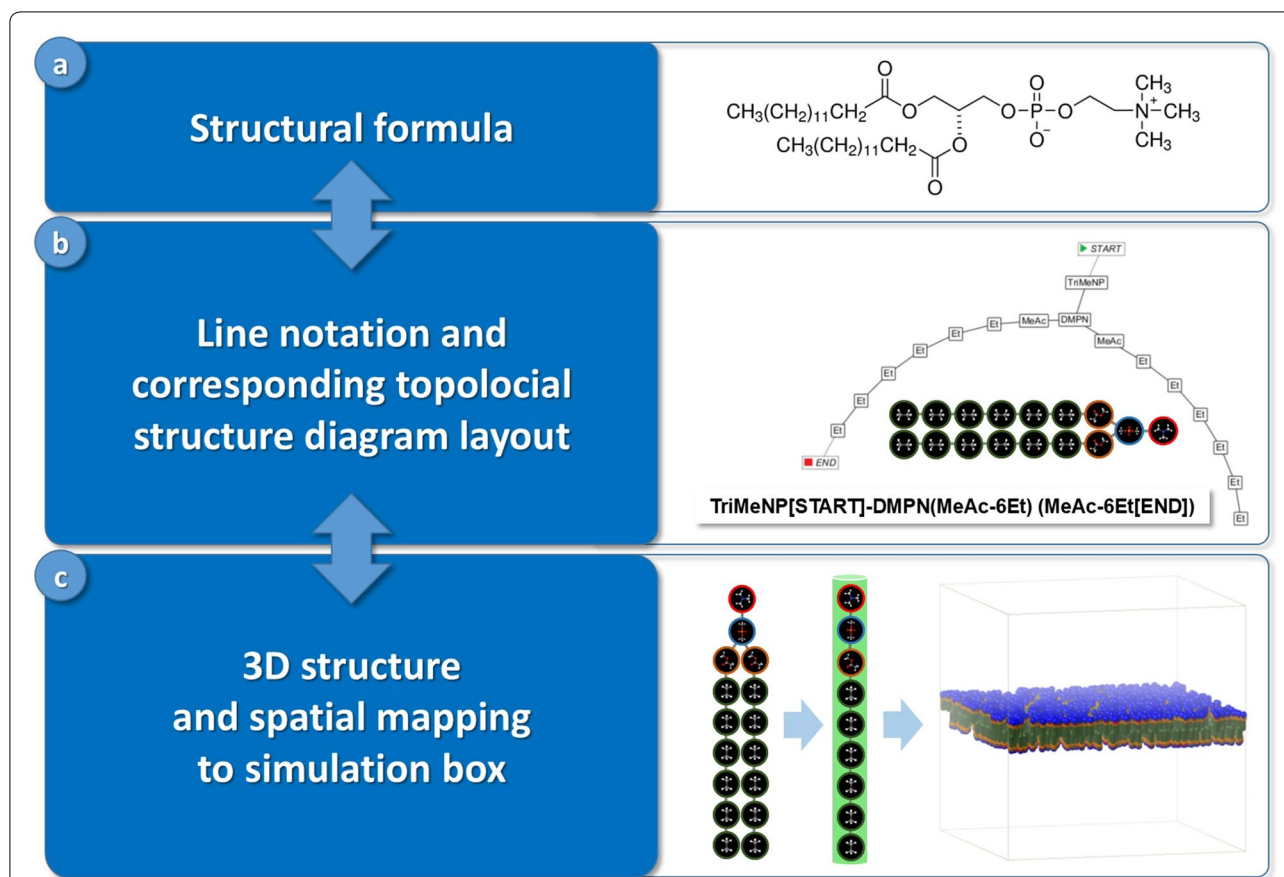 a
Structural formula
O
O
CH₃
CH₃(CH₂)₁₁CH₂
O
O
P
O
N
+
CH₃
O⁻
CH₃
CH₃(CH₂)₁₁CH₂
O
O
b
Line notation and
corresponding topolocial
structure diagram layout
START
TriMeNP
Et Et Et Et Et MeAc DMPN
MeAc Et Et Et Et Et Et
Et
END
TriMeNP[START]-DMPN(MeAc-6Et) (MeAc-6Et[END])
c
3D structure
and spatial mapping
to simulation box